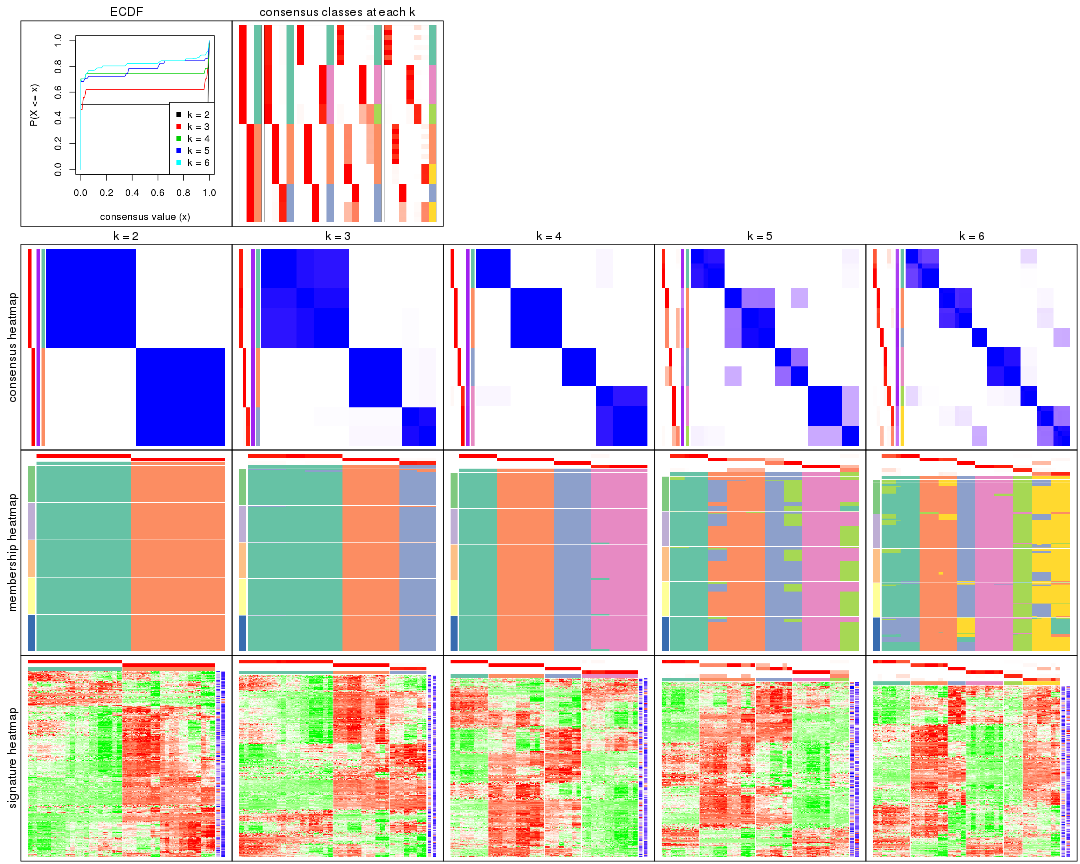 ECDF
consensus classes at each k
P(X <= x)
0.0 0.2 0.4 0.6 0.8 1.0
k = 2
k = 3
k = 4
k = 5
k = 6
0.0 0.2 0.4 0.6 0.8 1.0
consensus value (x)
k = 2
k = 3
k = 4
k = 5
k = 6
consensus heatmap
membership heatmap
signature heatmap